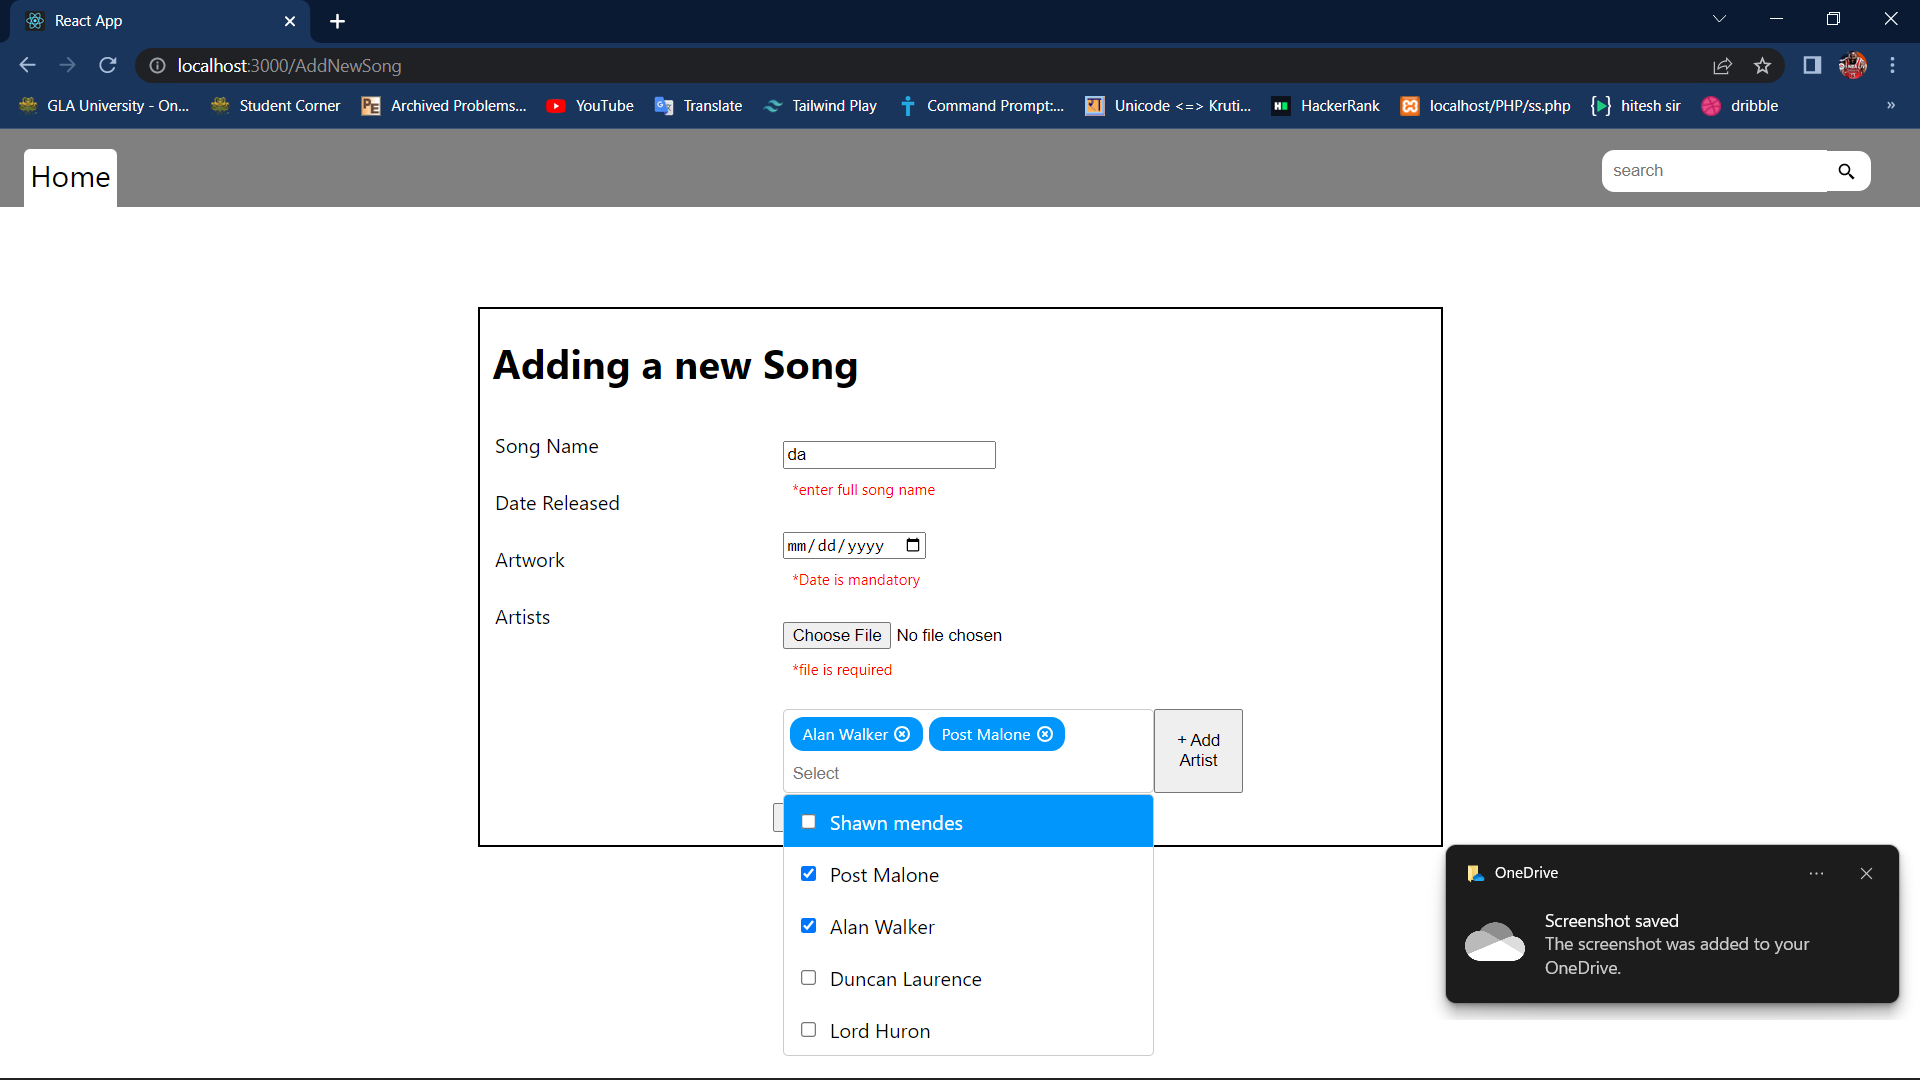 React App
localhost:3000/AddNewSong
GLA University - On...
Student Corner
Archived Problems...
YouTube
Translate
Tailwind Play
Command Prompt:...
Unicode <=> Kruti...
HackerRank
localhost/PHP/ss.php
hitesh sir
dribble
»
Home
search
Adding a new Song
Song Name
da
*enter full song name
Date Released
mm/dd/yyyy
*Date is mandatory
Artwork
Choose File No file chosen
*file is required
Artists
Alan Walker
Post Malone
Select
+ Add
Artist
Shawn mendes
Post Malone
Alan Walker
Duncan Laurence
Lord Huron
OneDrive
Screenshot saved
The screenshot was added to your
OneDrive.